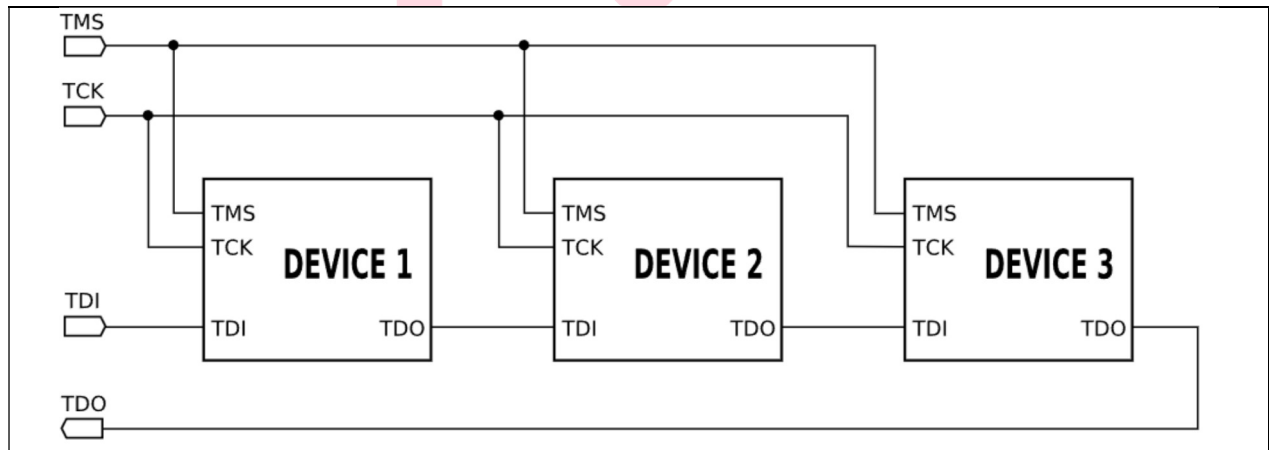 TMS
TCK
TMS
TCK
DEVICE 1
TDI
TDO
TMS
TCK
DEVICE 2
TDI
TDO
TMS
TCK
DEVICE 3
TDI
TDO
TDI
TDO